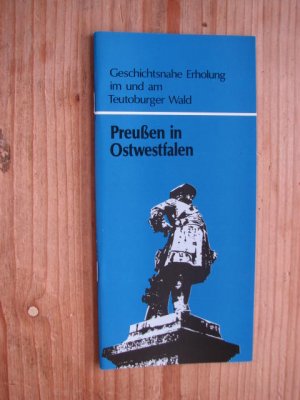 Geschichtsnahe Erholung
im und am
Teutoburger Wald
Preußen in
Ostwestfalen